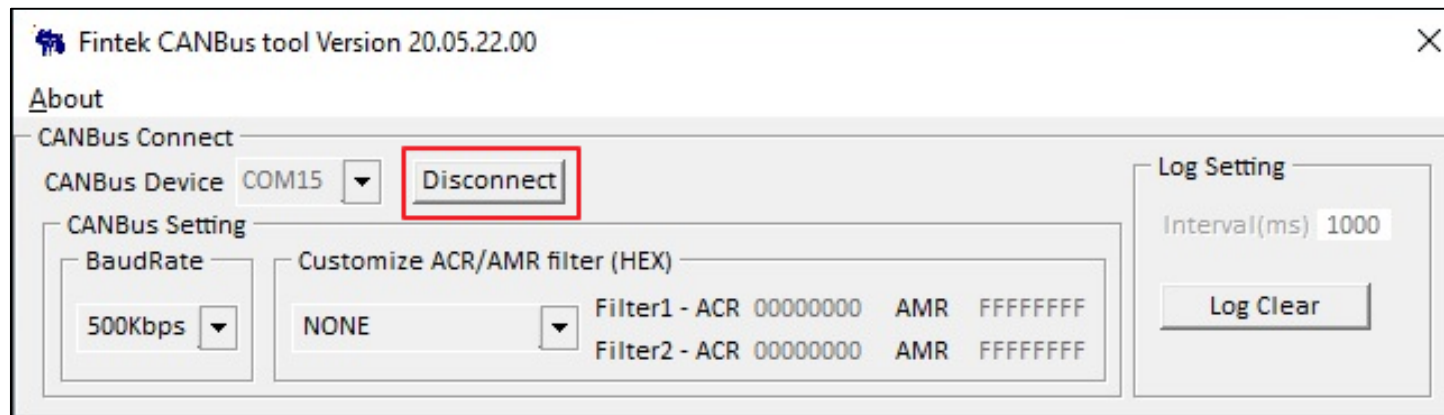 Fintek CANBus tool Version 20.05.22.00
About
CANBus Connect
CANBus Device COM15 Disconnect
CANBus Setting
BaudRate
500Kbps
Customize ACR/AMR filter (HEX)
NONE
Filter1 - ACR 00000000 AMR FFFFFFFF
Filter2 - ACR 00000000 AMR FFFFFFFF
Log Setting
Interval(ms) 1000
Log Clear